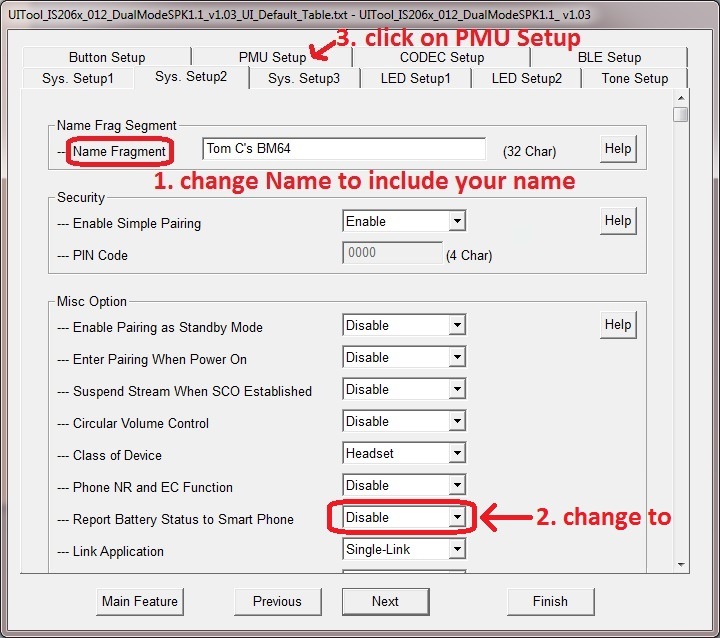 UITool_IS206x_012_DualModeSPK1.1_v1.03_UI_Default_Table.txt - UITool_IS206x_012_DualModeSPK1.1_ v1.03
3. click on PMU Setup
Button Setup PMU Setup CODEC Setup BLE Setup
Sys. Setup1 Sys. Setup2 Sys. Setup3 LED Setup1 LED Setup2 Tone Setup
Name Frag Segment
--- Name Fragment Tom C's BM64 (32 Char) Help
1. change Name to include your name
Security
--- Enable Simple Pairing Enable Help
--- PIN Code 0000 (4 Char)
Misc Option
--- Enable Pairing as Standby Mode Disable Help
--- Enter Pairing When Power On Disable
--- Suspend Stream When SCO Established Disable
--- Circular Volume Control Disable
--- Class of Device Headset
--- Phone NR and EC Function Disable
--- Report Battery Status to Smart Phone Disable 2. change to
--- Link Application Single-Link
Main Feature Previous Next Finish